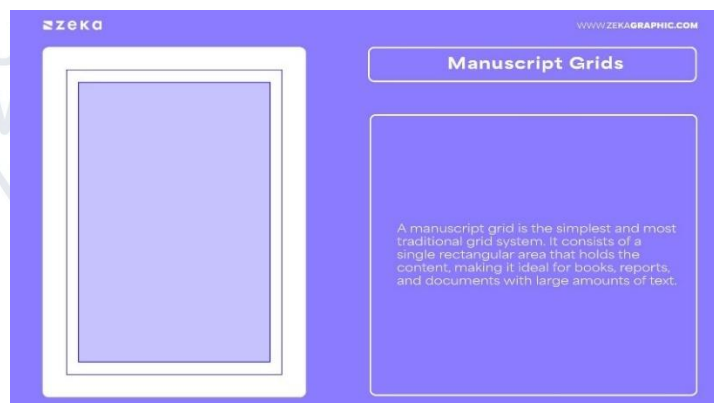 zeka
WWW.ZEKAGRAPHIC.COM
Manuscript Grids
A manuscript grid is the simplest and most
traditional grid system. It consists of a
single rectangular area that holds the
content, making it ideal for books, reports,
and documents with large amounts of text.